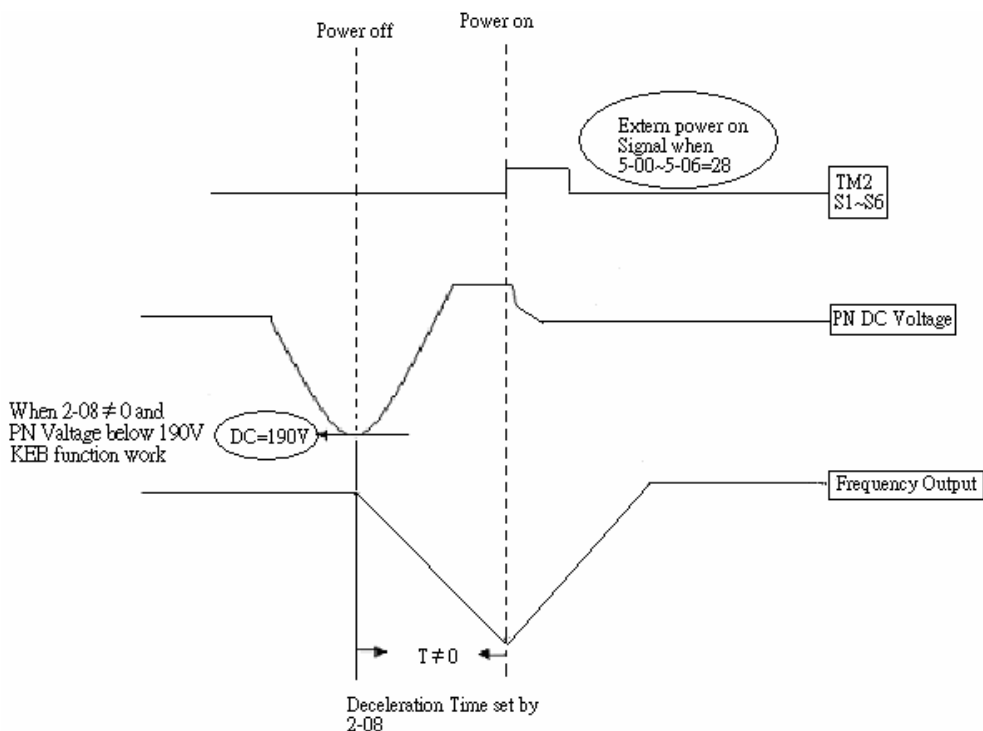 Power off
Power on
Extern power on
Signal when
5-00~5-06=28
TM2
S1~S6
PN DC Voltage
When 2-08≠0 and
PN Valtage below 190V
KEB function work
DC=190V
Frequency Output
T≠0
Deceleration Time set by
2-08